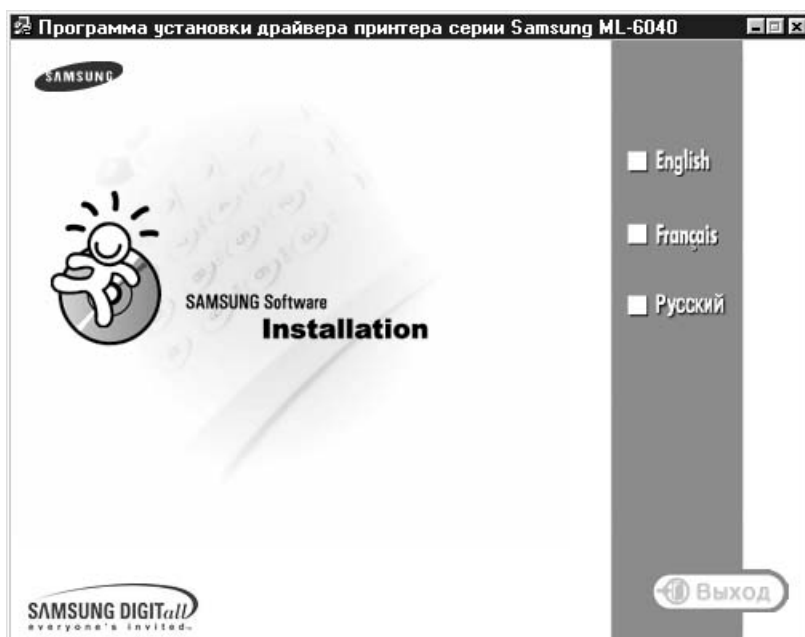 Программа установки драйвера принтера серии Samsung ML-6040
SAMSUNG
English
Français
Русский
SAMSUNG Software
Installation
SAMSUNG DIGITall
everyone's invited™
Выход